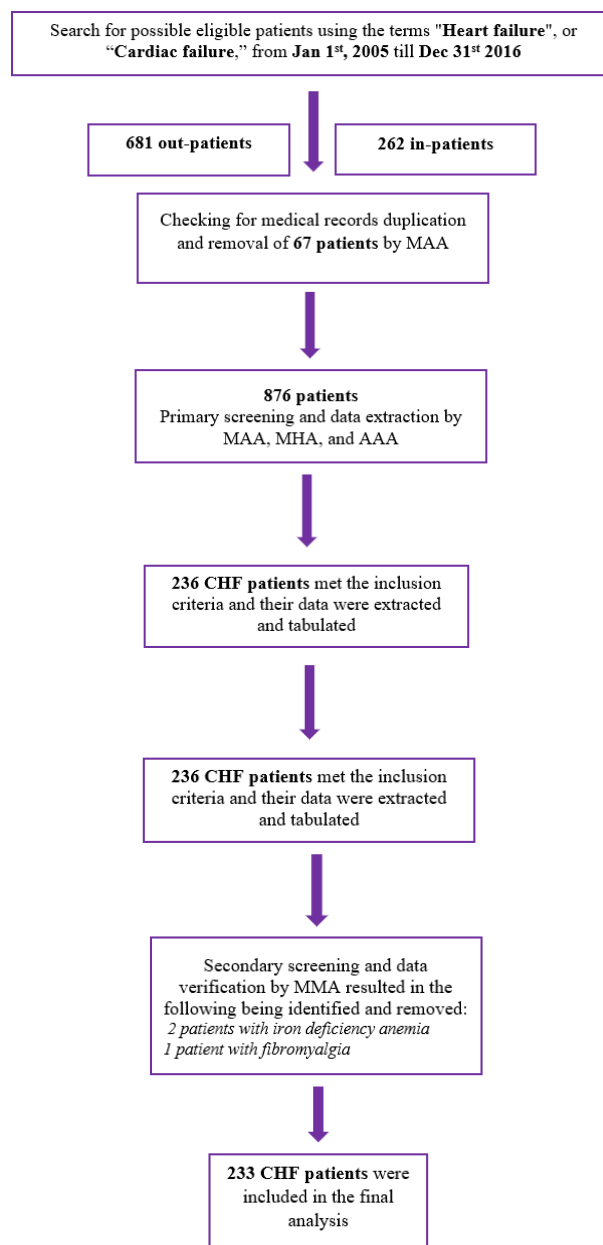 Search for possible eligible patients using the terms "Heart failure", or
“Cardiac failure,” from Jan 1st, 2005 till Dec 31st 2016
681 out-patients
262 in-patients
Checking for medical records duplication
and removal of 67 patients by MAA
876 patients
Primary screening and data extraction by
MAA, MHA, and AAA
236 CHF patients met the inclusion
criteria and their data were extracted
and tabulated
236 CHF patients met the inclusion
criteria and their data were extracted
and tabulated
Secondary screening and data
verification by MMA resulted in the
following being identified and removed:
2 patients with iron deficiency anemia
1 patient with fibromyalgia
233 CHF patients were
included in the final
analysis